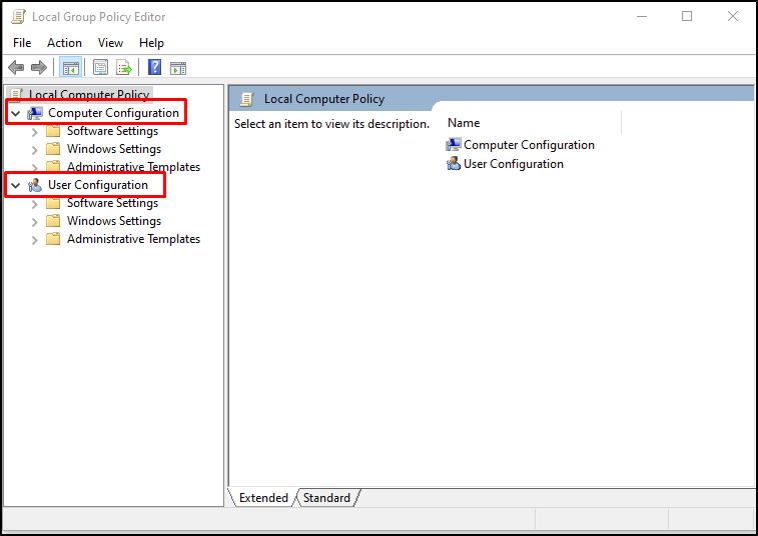 Local Group Policy Editor
File Action View Help
Local Computer Policy
Computer Configuration
Software Settings
Windows Settings
Administrative Templates
User Configuration
Software Settings
Windows Settings
Administrative Templates
Local Computer Policy
Select an item to view its description.
Name
Computer Configuration
User Configuration
Extended Standard